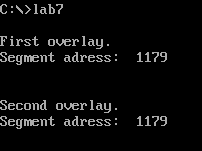 C:\>lab7
First overlay.
Segment adress:  1179
Second overlay.
Segment adress:  1179